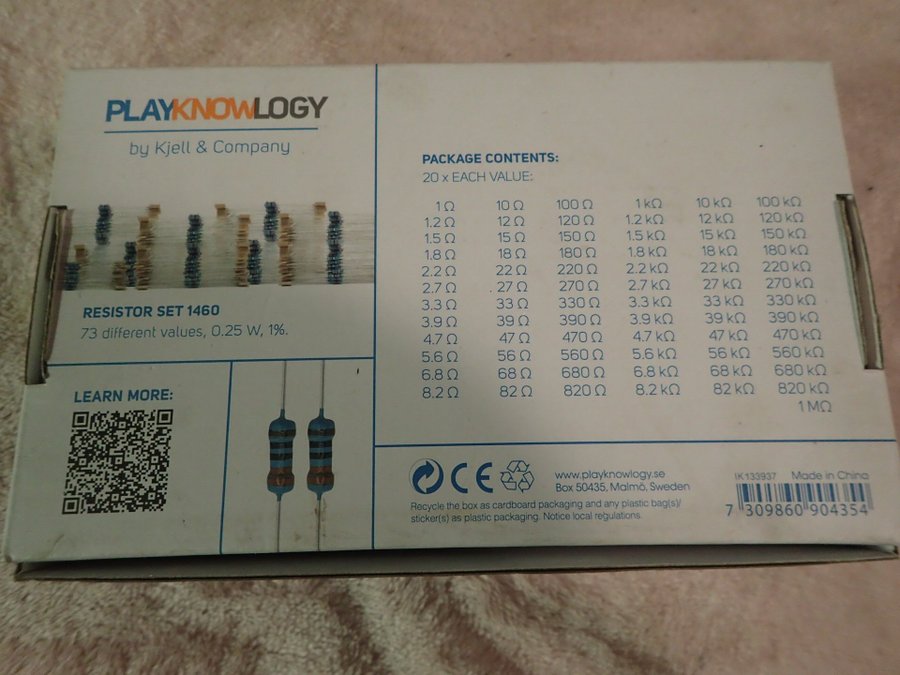 PLAYKNOWLOGY
by Kjell & Company
RESISTOR SET 1460
73 different values, 0.25 W, 1%.
LEARN MORE:
PACKAGE CONTENTS:
20 x EACH VALUE:
1 Ω 10 Ω 100 Ω 1 kΩ 10 kΩ 100 kΩ
1.2 Ω 12 Ω 120 Ω 1.2 kΩ 12 kΩ 120 kΩ
1.5 Ω 15 Ω 150 Ω 1.5 kΩ 15 kΩ 150 kΩ
1.8 Ω 18 Ω 180 Ω 1.8 kΩ 18 kΩ 180 kΩ
2.2 Ω 22 Ω 220 Ω 2.2 kΩ 22 kΩ 220 kΩ
2.7 Ω 27 Ω 270 Ω 2.7 kΩ 27 kΩ 270 kΩ
3.3 Ω 33 Ω 330 Ω 3.3 kΩ 33 kΩ 330 kΩ
3.9 Ω 39 Ω 390 Ω 3.9 kΩ 39 kΩ 390 kΩ
4.7 Ω 47 Ω 470 Ω 4.7 kΩ 47 kΩ 470 kΩ
5.6 Ω 56 Ω 560 Ω 5.6 kΩ 56 kΩ 560 kΩ
6.8 Ω 68 Ω 680 Ω 6.8 kΩ 68 kΩ 680 kΩ
8.2 Ω 82 Ω 820 Ω 8.2 kΩ 82 kΩ 820 kΩ
1 MΩ
CE
www.playknowlogy.se
Box 50435, Malmö, Sweden
Recycle the box as cardboard packaging and any plastic bag(s)/
sticker(s) as plastic packaging. Notice local regulations.
IK 133937 Made in China
7 309860 904354